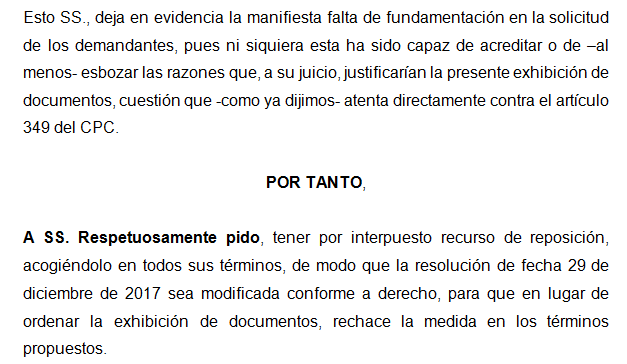 Esto SS., deja en evidencia la manifiesta falta de fundamentación en la solicitud
de los demandantes, pues ni siquiera esta ha sido capaz de acreditar o de –al
menos- esbozar las razones que, a su juicio, justificarían la presente exhibición de
documentos, cuestión que -como ya dijimos- atenta directamente contra el artículo
349 del CPC.
POR TANTO,
A SS. Respetuosamente pido, tener por interpuesto recurso de reposición,
acogiéndolo en todos sus términos, de modo que la resolución de fecha 29 de
diciembre de 2017 sea modificada conforme a derecho, para que en lugar de
ordenar la exhibición de documentos, rechace la medida en los términos
propuestos.